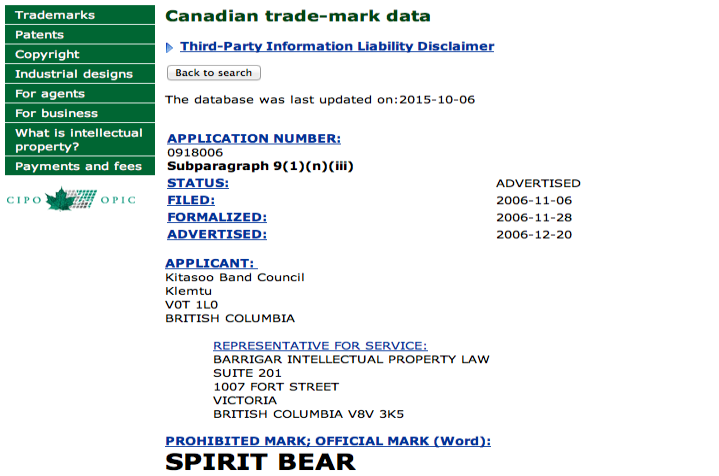 Trademarks
Patents
Copyright
Industrial designs
For agents
For business
What is intellectual
property?
Payments and fees
CIPO OPIC
Canadian trade-mark data
Third-Party Information Liability Disclaimer
Back to search
The database was last updated on:2015-10-06
APPLICATION NUMBER:
0918006
Subparagraph 9(1)(n)(iii)
STATUS: ADVERTISED
FILED: 2006-11-06
FORMALIZED: 2006-11-28
ADVERTISED: 2006-12-20
APPLICANT:
Kitasoo Band Council
Klemtu
V0T 1L0
BRITISH COLUMBIA
REPRESENTATIVE FOR SERVICE:
BARRIGAR INTELLECTUAL PROPERTY LAW
SUITE 201
1007 FORT STREET
VICTORIA
BRITISH COLUMBIA V8V 3K5
PROHIBITED MARK; OFFICIAL MARK (Word):
SPIRIT BEAR